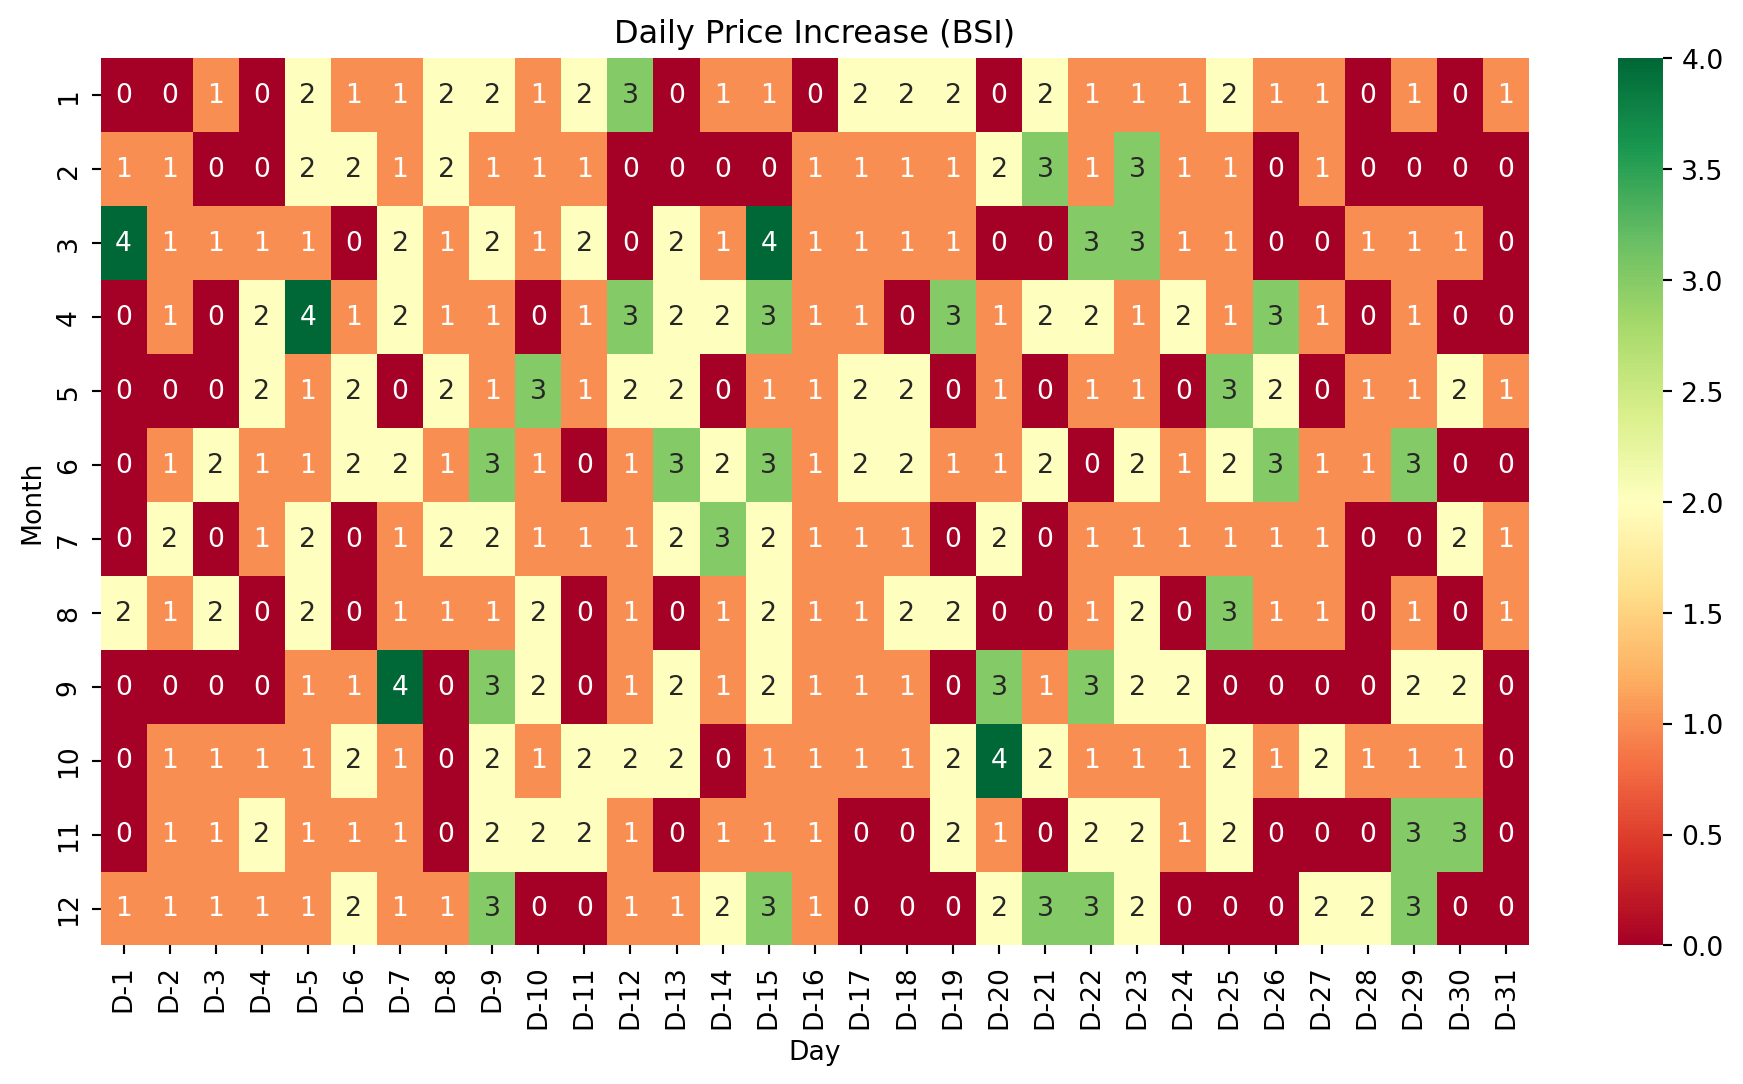 Daily Price Increase (BSI)
1 0 0 1 0 2 1 1 2 2 1 2 3 0 1 1 0 2 2 2 0 2 1 1 1 2 1 1 0 1 0 1
2 1 1 0 0 2 2 1 2 1 1 1 0 0 0 0 1 1 1 1 2 3 1 3 1 1 0 1 0 0 0 0
3 4 1 1 1 1 0 2 1 2 1 2 0 2 1 4 1 1 1 1 0 0 3 3 1 1 0 0 1 1 1 0
4 0 1 0 2 4 1 2 1 1 0 1 3 2 2 3 1 1 0 3 1 2 2 1 2 1 3 1 0 1 0 0
5 0 0 0 2 1 2 0 2 1 3 1 2 2 0 1 1 2 2 0 1 0 1 1 0 3 2 0 1 1 2 1
6 0 1 2 1 1 2 2 1 3 1 0 1 3 2 3 1 2 2 1 1 2 0 2 1 2 3 1 1 3 0 0
7 0 2 0 1 2 0 1 2 2 1 1 1 2 3 2 1 1 1 0 2 0 1 1 1 1 1 1 0 0 2 1
8 2 1 2 0 2 0 1 1 1 2 0 1 0 1 2 1 1 2 2 0 0 1 2 0 3 1 1 0 1 0 1
9 0 0 0 0 1 1 4 0 3 2 0 1 2 1 2 1 1 1 0 3 1 3 2 2 0 0 0 0 2 2 0
10 0 1 1 1 1 2 1 0 2 1 2 2 2 0 1 1 1 1 2 4 2 1 1 1 2 1 2 1 1 1 0
11 0 1 1 2 1 1 1 0 2 2 2 1 0 1 1 1 0 0 2 1 0 2 2 1 2 0 0 0 3 3 0
12 1 1 1 1 1 2 1 1 3 0 0 1 1 2 3 1 0 0 0 2 3 3 2 0 0 0 2 2 3 0 0
Month
D-1 D-2 D-3 D-4 D-5 D-6 D-7 D-8 D-9 D-10 D-11 D-12 D-13 D-14 D-15 D-16 D-17 D-18 D-19 D-20 D-21 D-22 D-23 D-24 D-25 D-26 D-27 D-28 D-29 D-30 D-31
Day
4.0
3.5
3.0
2.5
2.0
1.5
1.0
0.5
0.0